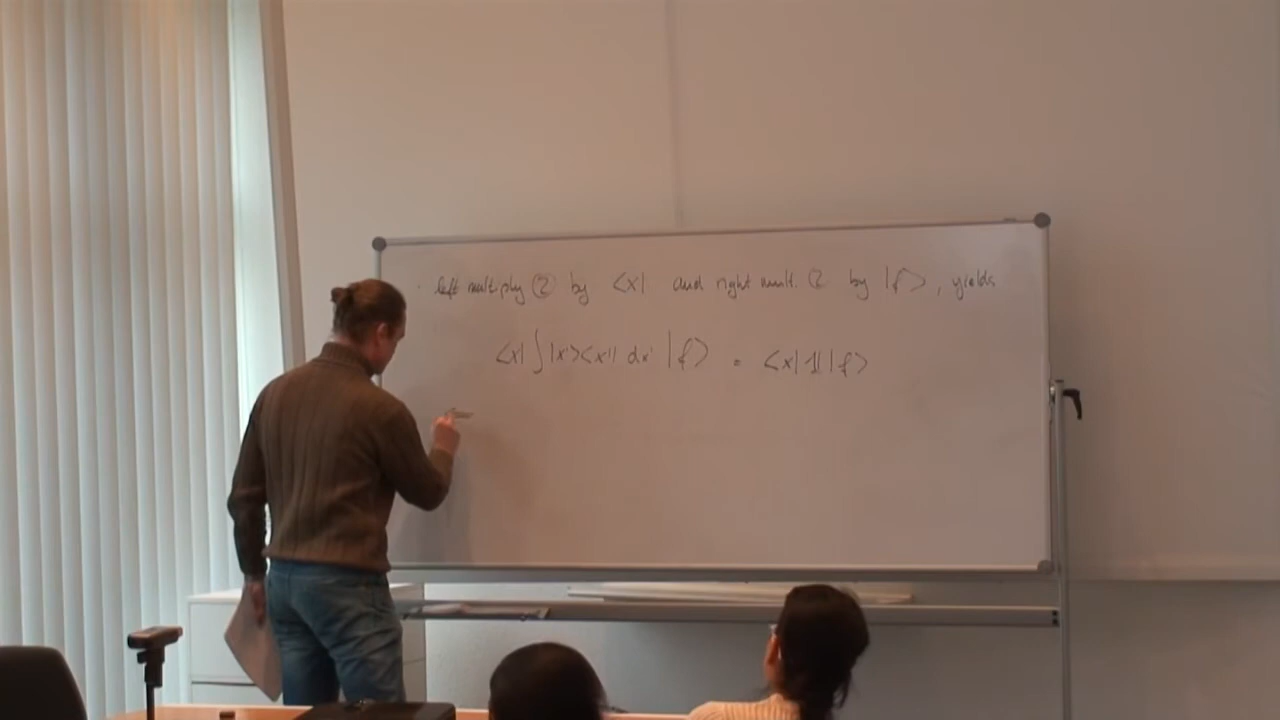 · left multiply ② by <x| and right mult. ② by |f>, yields
<x| ∫ |x'><x'| dx' |f> = <x| 𝟙 |f>